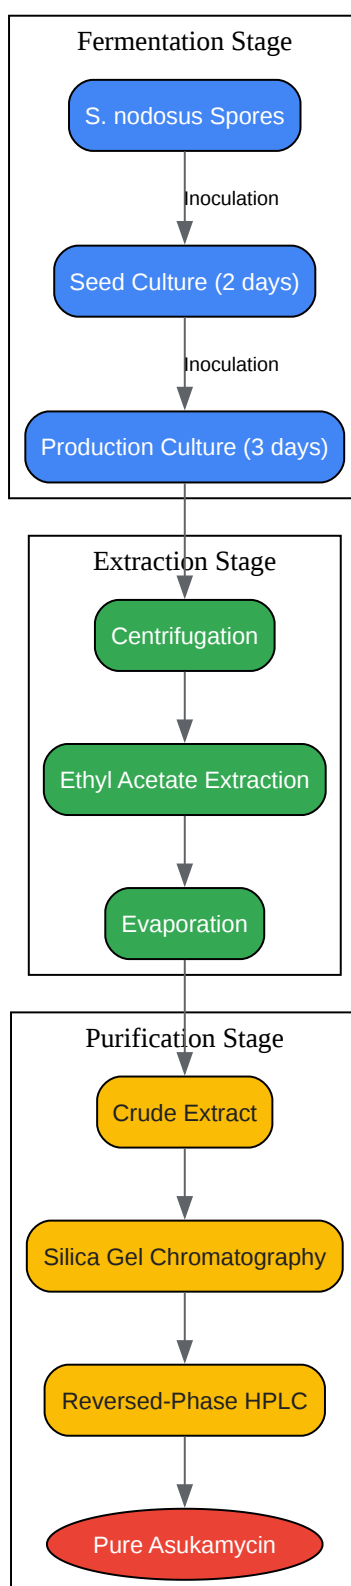 Fermentation Stage
S. nodosus Spores
Inoculation
Seed Culture (2 days)
Inoculation
Production Culture (3 days)
Extraction Stage
Centrifugation
Ethyl Acetate Extraction
Evaporation
Purification Stage
Crude Extract
Silica Gel Chromatography
Reversed-Phase HPLC
Pure Asukamycin